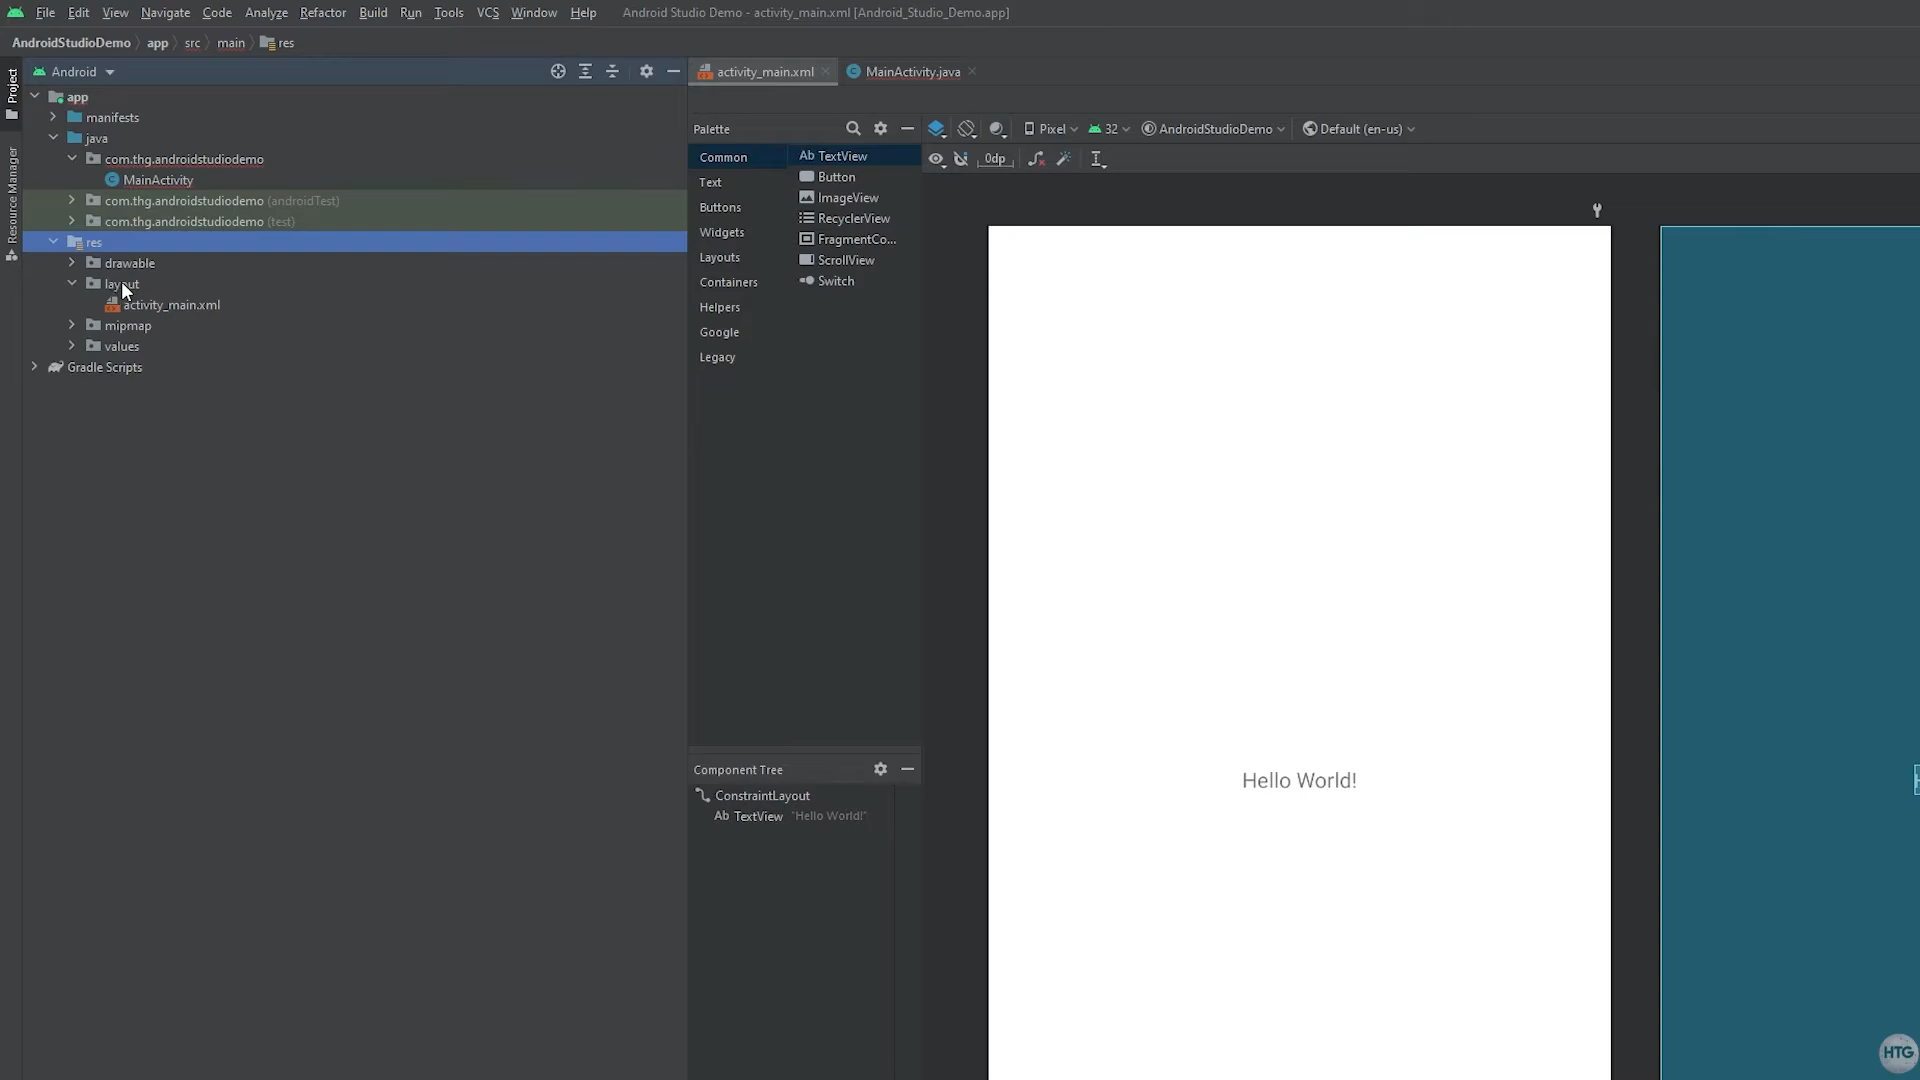 File Edit View Navigate Code Analyze Refactor Build Run Tools VCS Window Help Android Studio Demo - activity_main.xml [Android_Studio_Demo.app]
AndroidStudioDemo app src main res
Project
Resource Manager
Android
app
manifests
java
com.thg.androidstudiodemo
MainActivity
com.thg.androidstudiodemo (androidTest)
com.thg.androidstudiodemo (test)
res
drawable
layout
activity_main.xml
mipmap
values
Gradle Scripts
activity_main.xml MainActivity.java
Palette
Common
Text
Buttons
Widgets
Layouts
Containers
Helpers
Google
Legacy
Ab TextView
Button
ImageView
RecyclerView
FragmentCo...
ScrollView
Switch
Pixel 32 AndroidStudioDemo Default (en-us)
0dp
Component Tree
ConstraintLayout
Ab TextView "Hello World!"
Hello World!
HTG